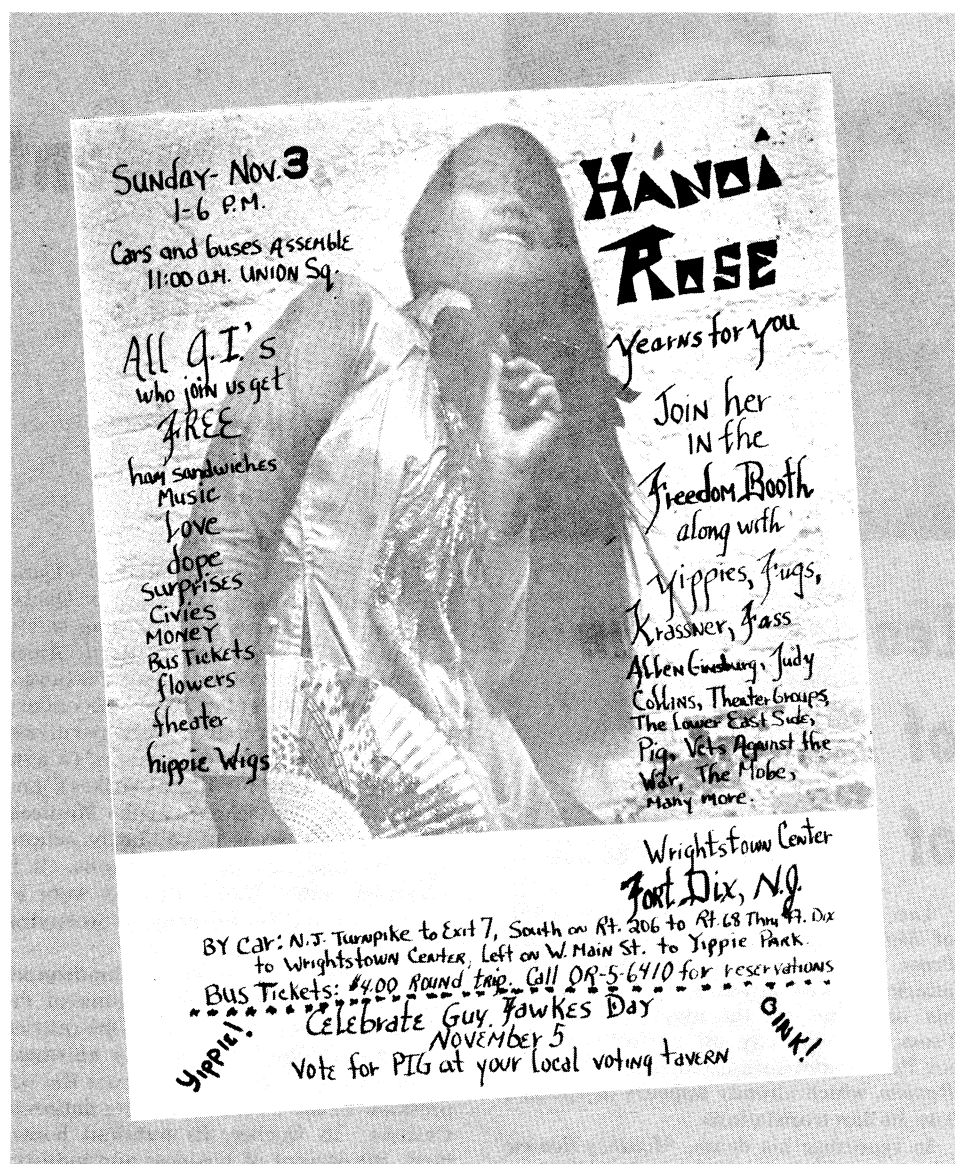 Sunday - Nov. 3
1-6 P.M.
Cars and buses Assemble
11:00 a.m. Union Sq.
All G.I.'s
who join us get
FREE
ham sandwiches
Music
Love
dope
surprises
Civies
Money
Bus Tickets
flowers
theater
hippie Wigs
HANOI
ROSE
yearns for you
Join her
in the
Freedom Booth
along with
Yippies, Fugs,
Krassner, Fass
Allen Ginsburg, Judy
Collins, Theater Groups,
The Lower East Side,
Pig, Vets Against the
War, The Mobe,
many more.
Wrightstown Center
Fort Dix, N.J.
BY Car: N.J. Turnpike to Exit 7, South on Rt. 206 to Rt. 68 Thru Ft. Dix
to Wrightstown Center, Left on W. Main St. to Yippie Park.
Bus Tickets: $4.00 Round trip. Call OR-5-6410 for reservations
Yippie!
Celebrate Guy Fawkes Day
November 5
Vote for PIG at your local voting tavern
OINK!